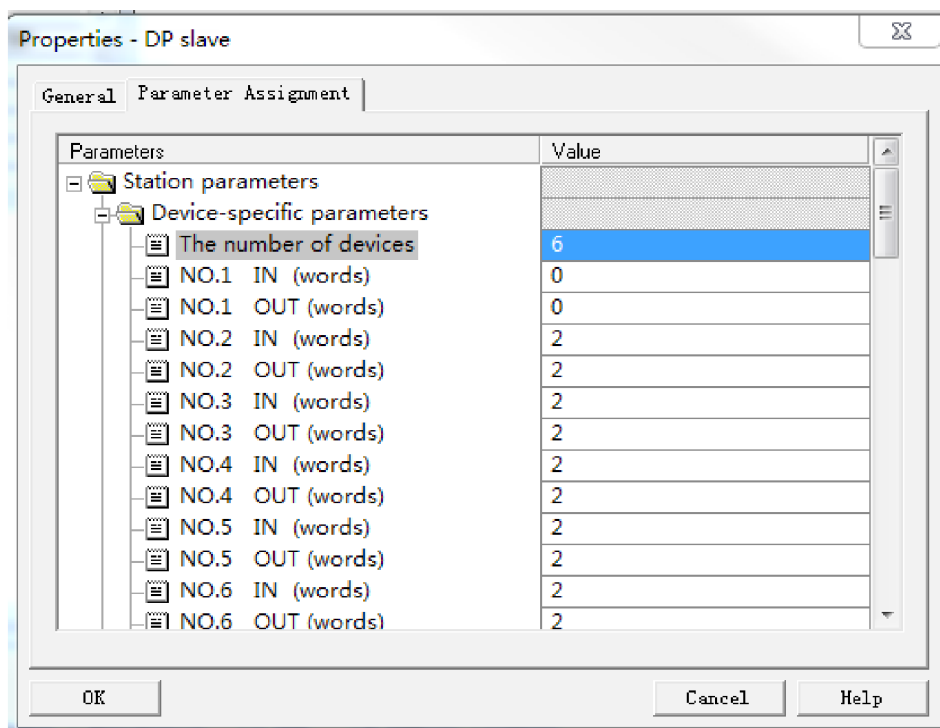 Properties - DP slave
General Parameter Assignment
Parameters Value
Station parameters
Device-specific parameters
The number of devices 6
NO.1 IN (words) 0
NO.1 OUT (words) 0
NO.2 IN (words) 2
NO.2 OUT (words) 2
NO.3 IN (words) 2
NO.3 OUT (words) 2
NO.4 IN (words) 2
NO.4 OUT (words) 2
NO.5 IN (words) 2
NO.5 OUT (words) 2
NO.6 IN (words) 2
NO.6 OUT (words) 2
OK Cancel Help